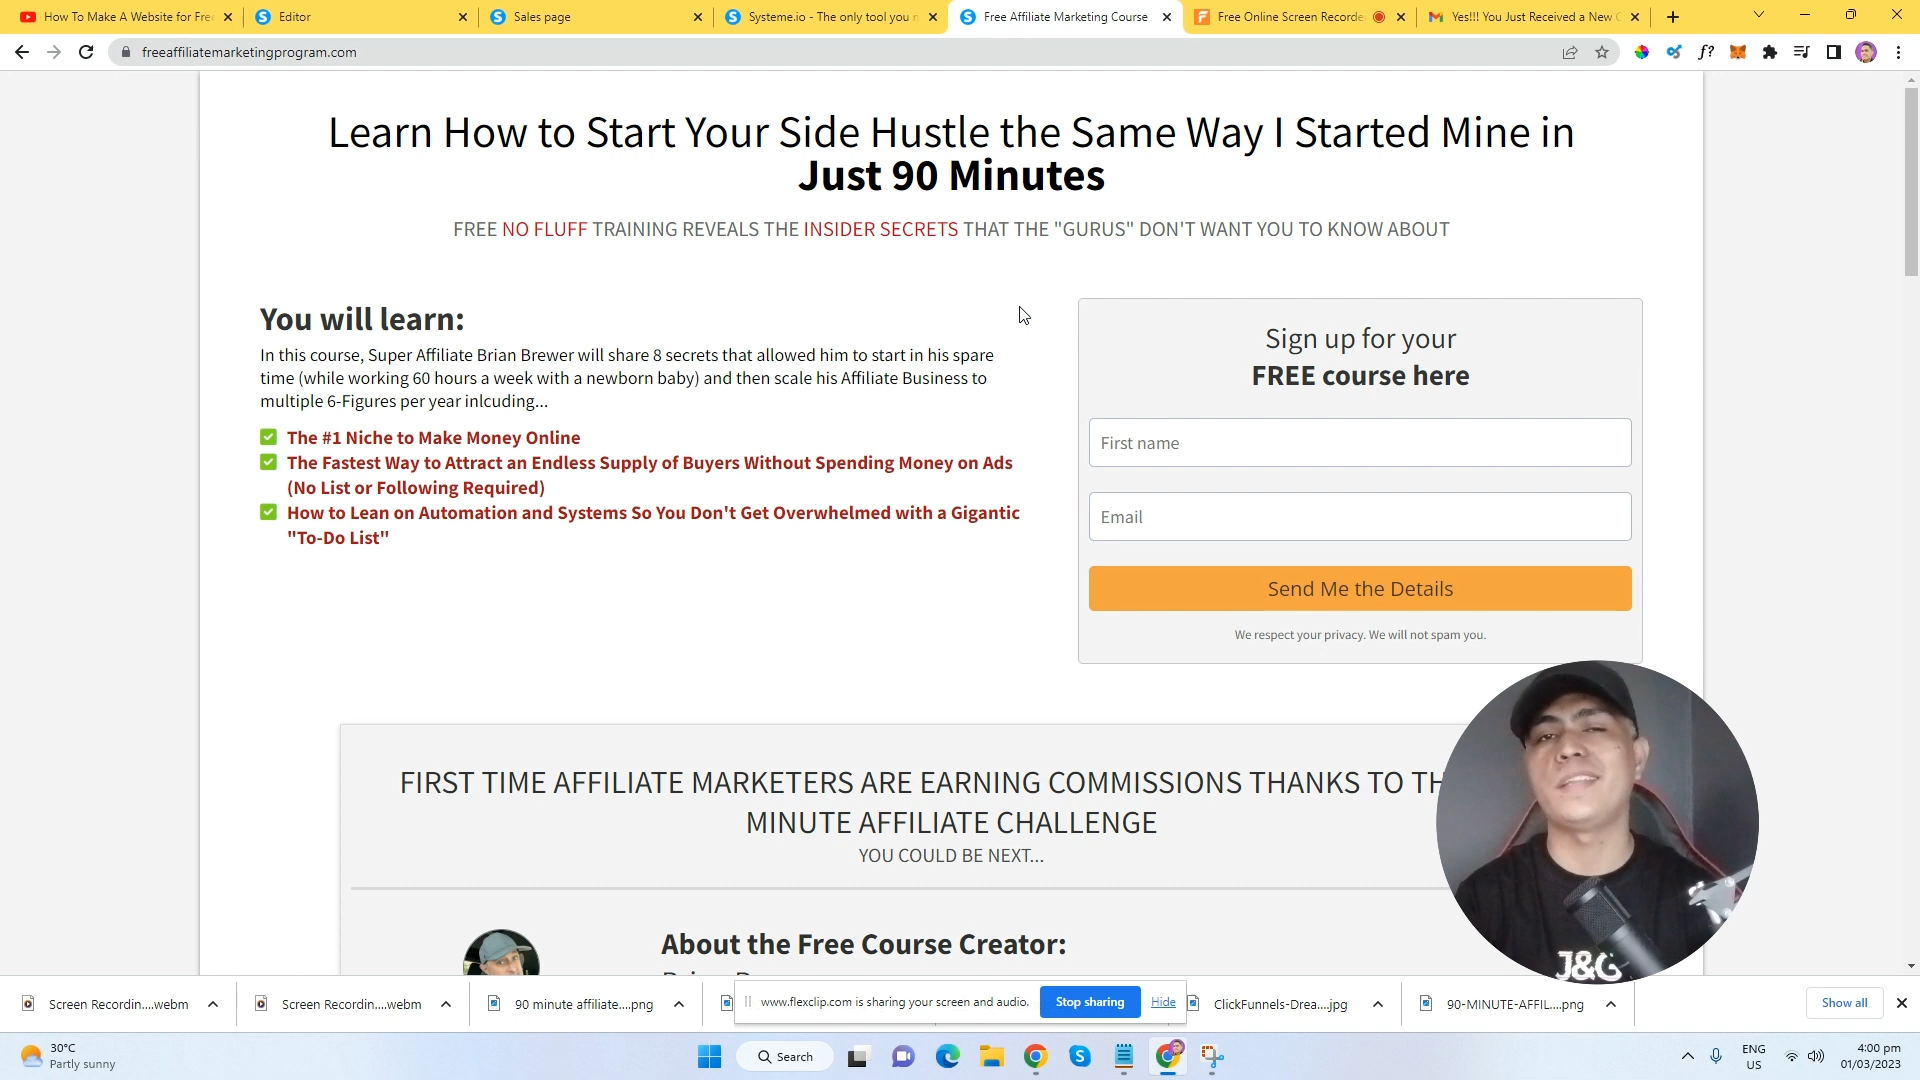 How To Make A Website for Fre
Editor
Sales page
Systeme.io - The only tool you n
Free Affiliate Marketing Course
Free Online Screen Recorde
Yes!!! You Just Received a New C
freeaffiliatemarketingprogram.com
f?
Learn How to Start Your Side Hustle the Same Way I Started Mine in
Just 90 Minutes
FREE NO FLUFF TRAINING REVEALS THE INSIDER SECRETS THAT THE "GURUS" DON'T WANT YOU TO KNOW ABOUT
You will learn:
In this course, Super Affiliate Brian Brewer will share 8 secrets that allowed him to start in his spare
time (while working 60 hours a week with a newborn baby) and then scale his Affiliate Business to
multiple 6-Figures per year inlcuding...
The #1 Niche to Make Money Online
The Fastest Way to Attract an Endless Supply of Buyers Without Spending Money on Ads
(No List or Following Required)
How to Lean on Automation and Systems So You Don't Get Overwhelmed with a Gigantic
"To-Do List"
Sign up for your
FREE course here
First name
Email
Send Me the Details
We respect your privacy. We will not spam you.
FIRST TIME AFFILIATE MARKETERS ARE EARNING COMMISSIONS THANKS TO TH
MINUTE AFFILIATE CHALLENGE
YOU COULD BE NEXT...
About the Free Course Creator:
J&G
Screen Recordin....webm
Screen Recordin....webm
90 minute affiliate....png
www.flexclip.com is sharing your screen and audio.
Stop sharing
Hide
ClickFunnels-Drea....jpg
90-MINUTE-AFFIL....png
Show all
30°C
Partly sunny
Search
ENG
US
4:00 pm
01/03/2023